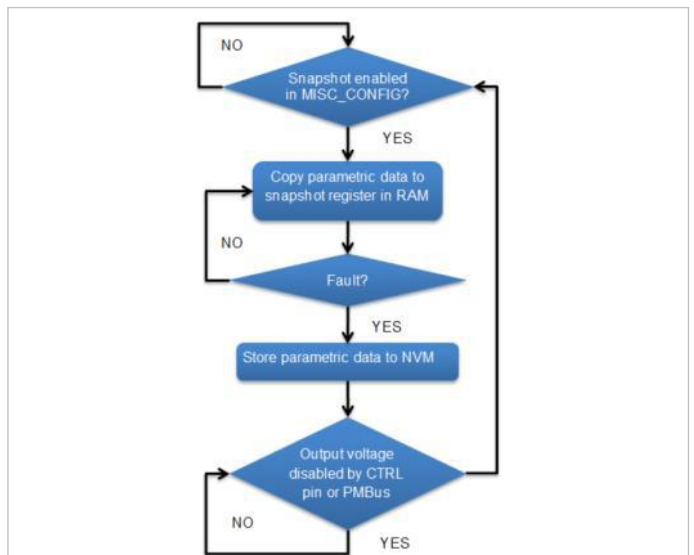 NO
Snapshot enabled
in MISC_CONFIG?
YES
Copy parametric data to
snapshot register in RAM
NO
Fault?
YES
Store parametric data to NVM
Output voltage
disabled by CTRL
pin or PMBus
NO
YES